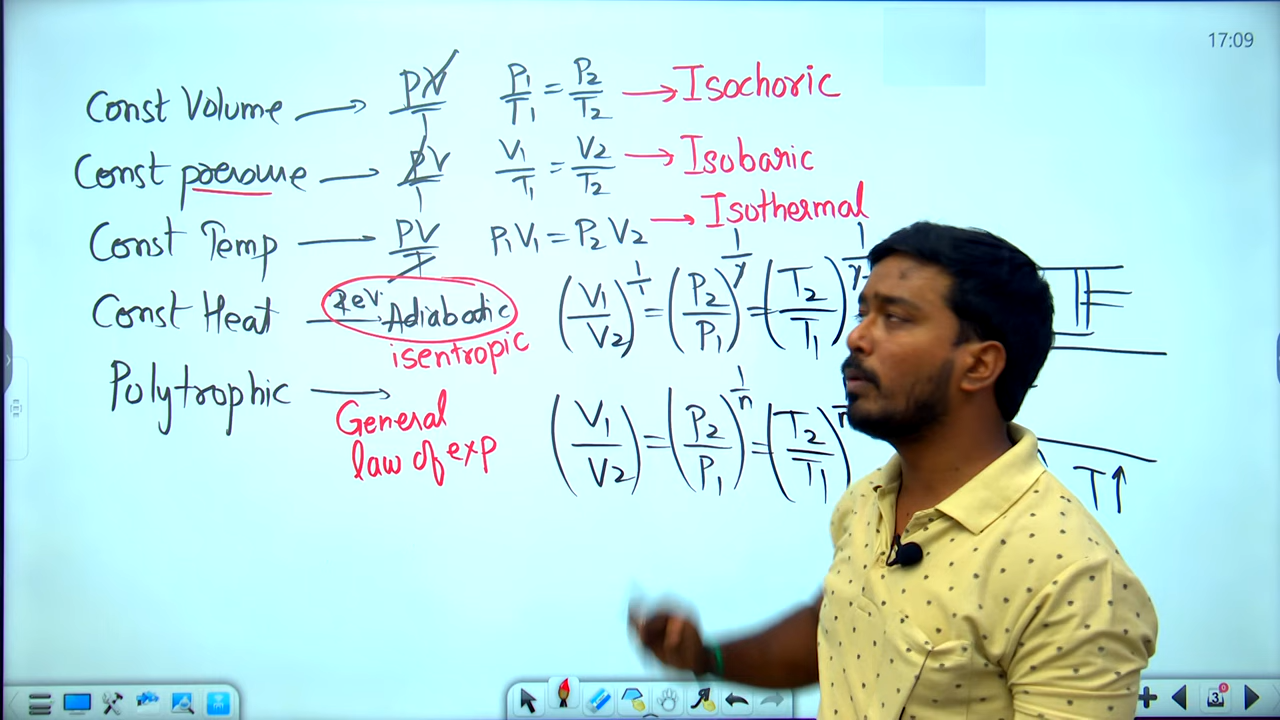 17:09
Const Volume → PV/T P1/T1 = P2/T2 → Isochoric
Const pressure → PV/T V1/T1 = V2/T2 → Isobaric
Const Temp → PV/T P1V1 = P2V2 → Isothermal
Const Heat Rev. Adiabatic (V1/V2)^1/1 = (P2/P1)^1/γ = (T2/T1)
isentropic
Polytrophic → (V1/V2) = (P2/P1)^1/n = (T2/T1)
General
law of exp
T↑
3